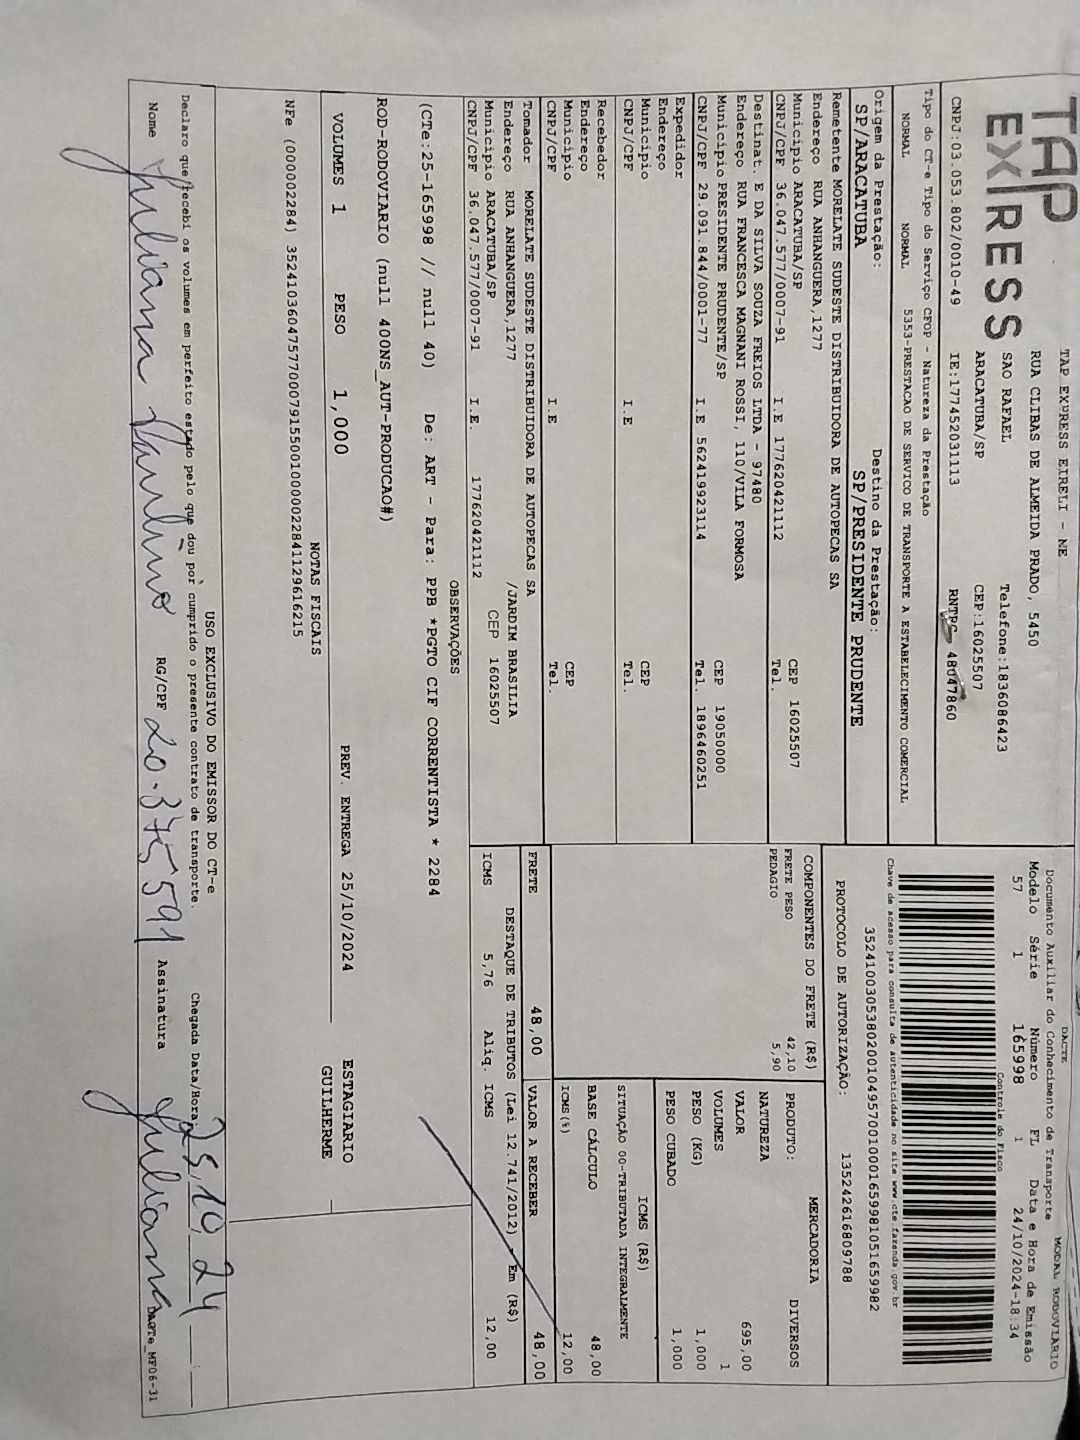 TAP
EXPRESS
TAP EXPRESS EIRELI - NE
RUA CLIBAS DE ALMEIDA PRADO, 5450
SAO RAFAEL
ARACATUBA/SP
Telefone:1836086423
CEP:16025507
CNPJ:03.053.802/0010-49 IE:177452031113 RNTRC 48047860
Tipo do CT-e Tipo do Serviço CFOP - Natureza da Prestação
NORMAL NORMAL 5353-PRESTACAO DE SERVICO DE TRANSPORTE A ESTABELECIMENTO COMERCIAL
Origem da Prestação: Destino da Prestação:
SP/ARACATUBA SP/PRESIDENTE PRUDENTE
Remetente MORELATE SUDESTE DISTRIBUIDORA DE AUTOPECAS SA
Endereço RUA ANHANGUERA,1277
Município ARACATUBA/SP CEP 16025507
CNPJ/CPF 36.047.577/0007-91 I.E 177620421112 Tel.
Destinat. E DA SILVA SOUZA FREIOS LTDA - 97480
Endereço RUA FRANCESCA MAGNANI ROSSI, 110/VILA FORMOSA
Município PRESIDENTE PRUDENTE/SP CEP 19050000
CNPJ/CPF 29.091.844/0001-77 I.E 562419923114 Tel. 1896460251
Expedidor
Endereço
Município CEP
CNPJ/CPF I.E Tel.
Recebedor
Endereço
Município CEP
CNPJ/CPF I.E Tel.
Tomador MORELATE SUDESTE DISTRIBUIDORA DE AUTOPECAS SA
Endereço RUA ANHANGUERA,1277 /JARDIM BRASILIA
Município ARACATUBA/SP CEP 16025507
CNPJ/CPF 36.047.577/0007-91 I.E. 177620421112
DACTE MODAL RODOVIÁRIO
Documento Auxiliar do Conhecimento de Transporte
Modelo Série Número FL Data e Hora de Emissão
57 1 165998 1 24/10/2024-18:34
Controle do Fisco
Chave de acesso para consulta de autenticidade no site www.cte.fazenda.gov.br
35241003053802001049570010001659981051659982
PROTOCOLO DE AUTORIZAÇÃO: 135242616809788
COMPONENTES DO FRETE (R$)
FRETE PESO 42,10
PEDAGIO 5,90
MERCADORIA
PRODUTO: DIVERSOS
NATUREZA
VALOR 695,00
VOLUMES 1
PESO (KG) 1,000
PESO CUBADO 1,000
ICMS (R$)
SITUAÇÃO 00-TRIBUTADA INTEGRALMENTE
BASE CÁLCULO 48,00
ICMS(%) 12,00
FRETE 48,00 VALOR A RECEBER 48,00
DESTAQUE DE TRIBUTOS (Lei 12.741/2012) - Em (R$)
ICMS 5,76 Aliq. ICMS 12,00
OBSERVAÇÕES
(CTe:25-165998 // null 40) De: ART - Para: PPB *PGTO CIF CORRENTISTA * 2284
ROD-RODOVIARIO (null 400NS_AUT-PRODUCAO#)
VOLUMES 1 PESO 1,000 PREV. ENTREGA 25/10/2024 ESTAGIARIO
GUILHERME
NOTAS FISCAIS
NFe (000002284) 35241036047577000791550010000022841129616215
USO EXCLUSIVO DO EMISSOR DO CT-e
Declaro que recebi os volumes em perfeito estado pelo que dou por cumprido o presente contrato de transporte. Chegada Data/Hora: 25,10,24
Nome Juliana Paulino RG/CPF 20.375591 Assinatura Juliana
DACTe_MF06-31